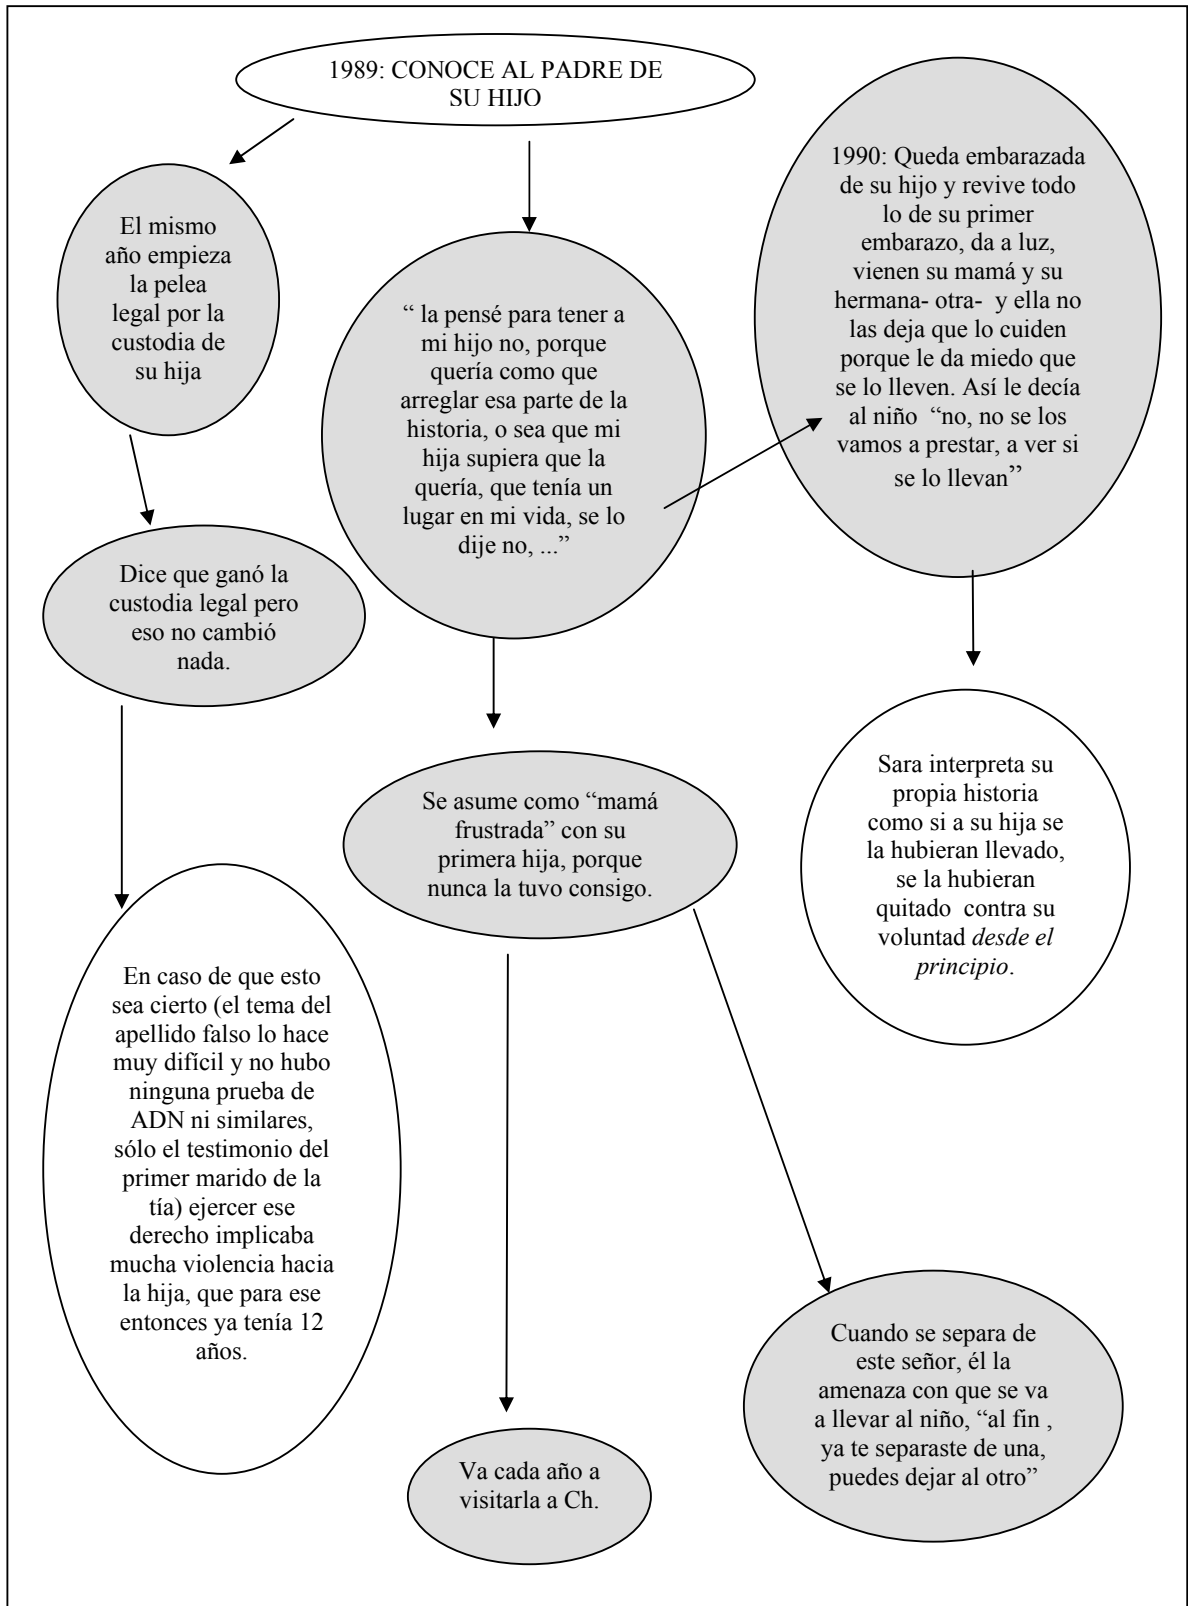 1989: CONOCE AL PADRE DE
SU HIJO
El mismo
año empieza
la pelea
legal por la
custodia de
su hija
“ la pensé para tener a
mi hijo no, porque
quería como que
arreglar esa parte de la
historia, o sea que mi
hija supiera que la
quería, que tenía un
lugar en mi vida, se lo
dije no, ...”
1990: Queda embarazada
de su hijo y revive todo
lo de su primer
embarazo, da a luz,
vienen su mamá y su
hermana- otra- y ella no
las deja que lo cuiden
porque le da miedo que
se lo lleven. Así le decía
al niño “no, no se los
vamos a prestar, a ver si
se lo llevan”
Dice que ganó la
custodia legal pero
eso no cambió
nada.
Se asume como “mamá
frustrada” con su
primera hija, porque
nunca la tuvo consigo.
Sara interpreta su
propia historia
como si a su hija se
la hubieran llevado,
se la hubieran
quitado contra su
voluntad desde el
principio.
En caso de que esto
sea cierto (el tema del
apellido falso lo hace
muy difícil y no hubo
ninguna prueba de
ADN ni similares,
sólo el testimonio del
primer marido de la
tía) ejercer ese
derecho implicaba
mucha violencia hacia
la hija, que para ese
entonces ya tenía 12
años.
Va cada año a
visitarla a Ch.
Cuando se separa de
este señor, él la
amenaza con que se va
a llevar al niño, “al fin ,
ya te separaste de una,
puedes dejar al otro”